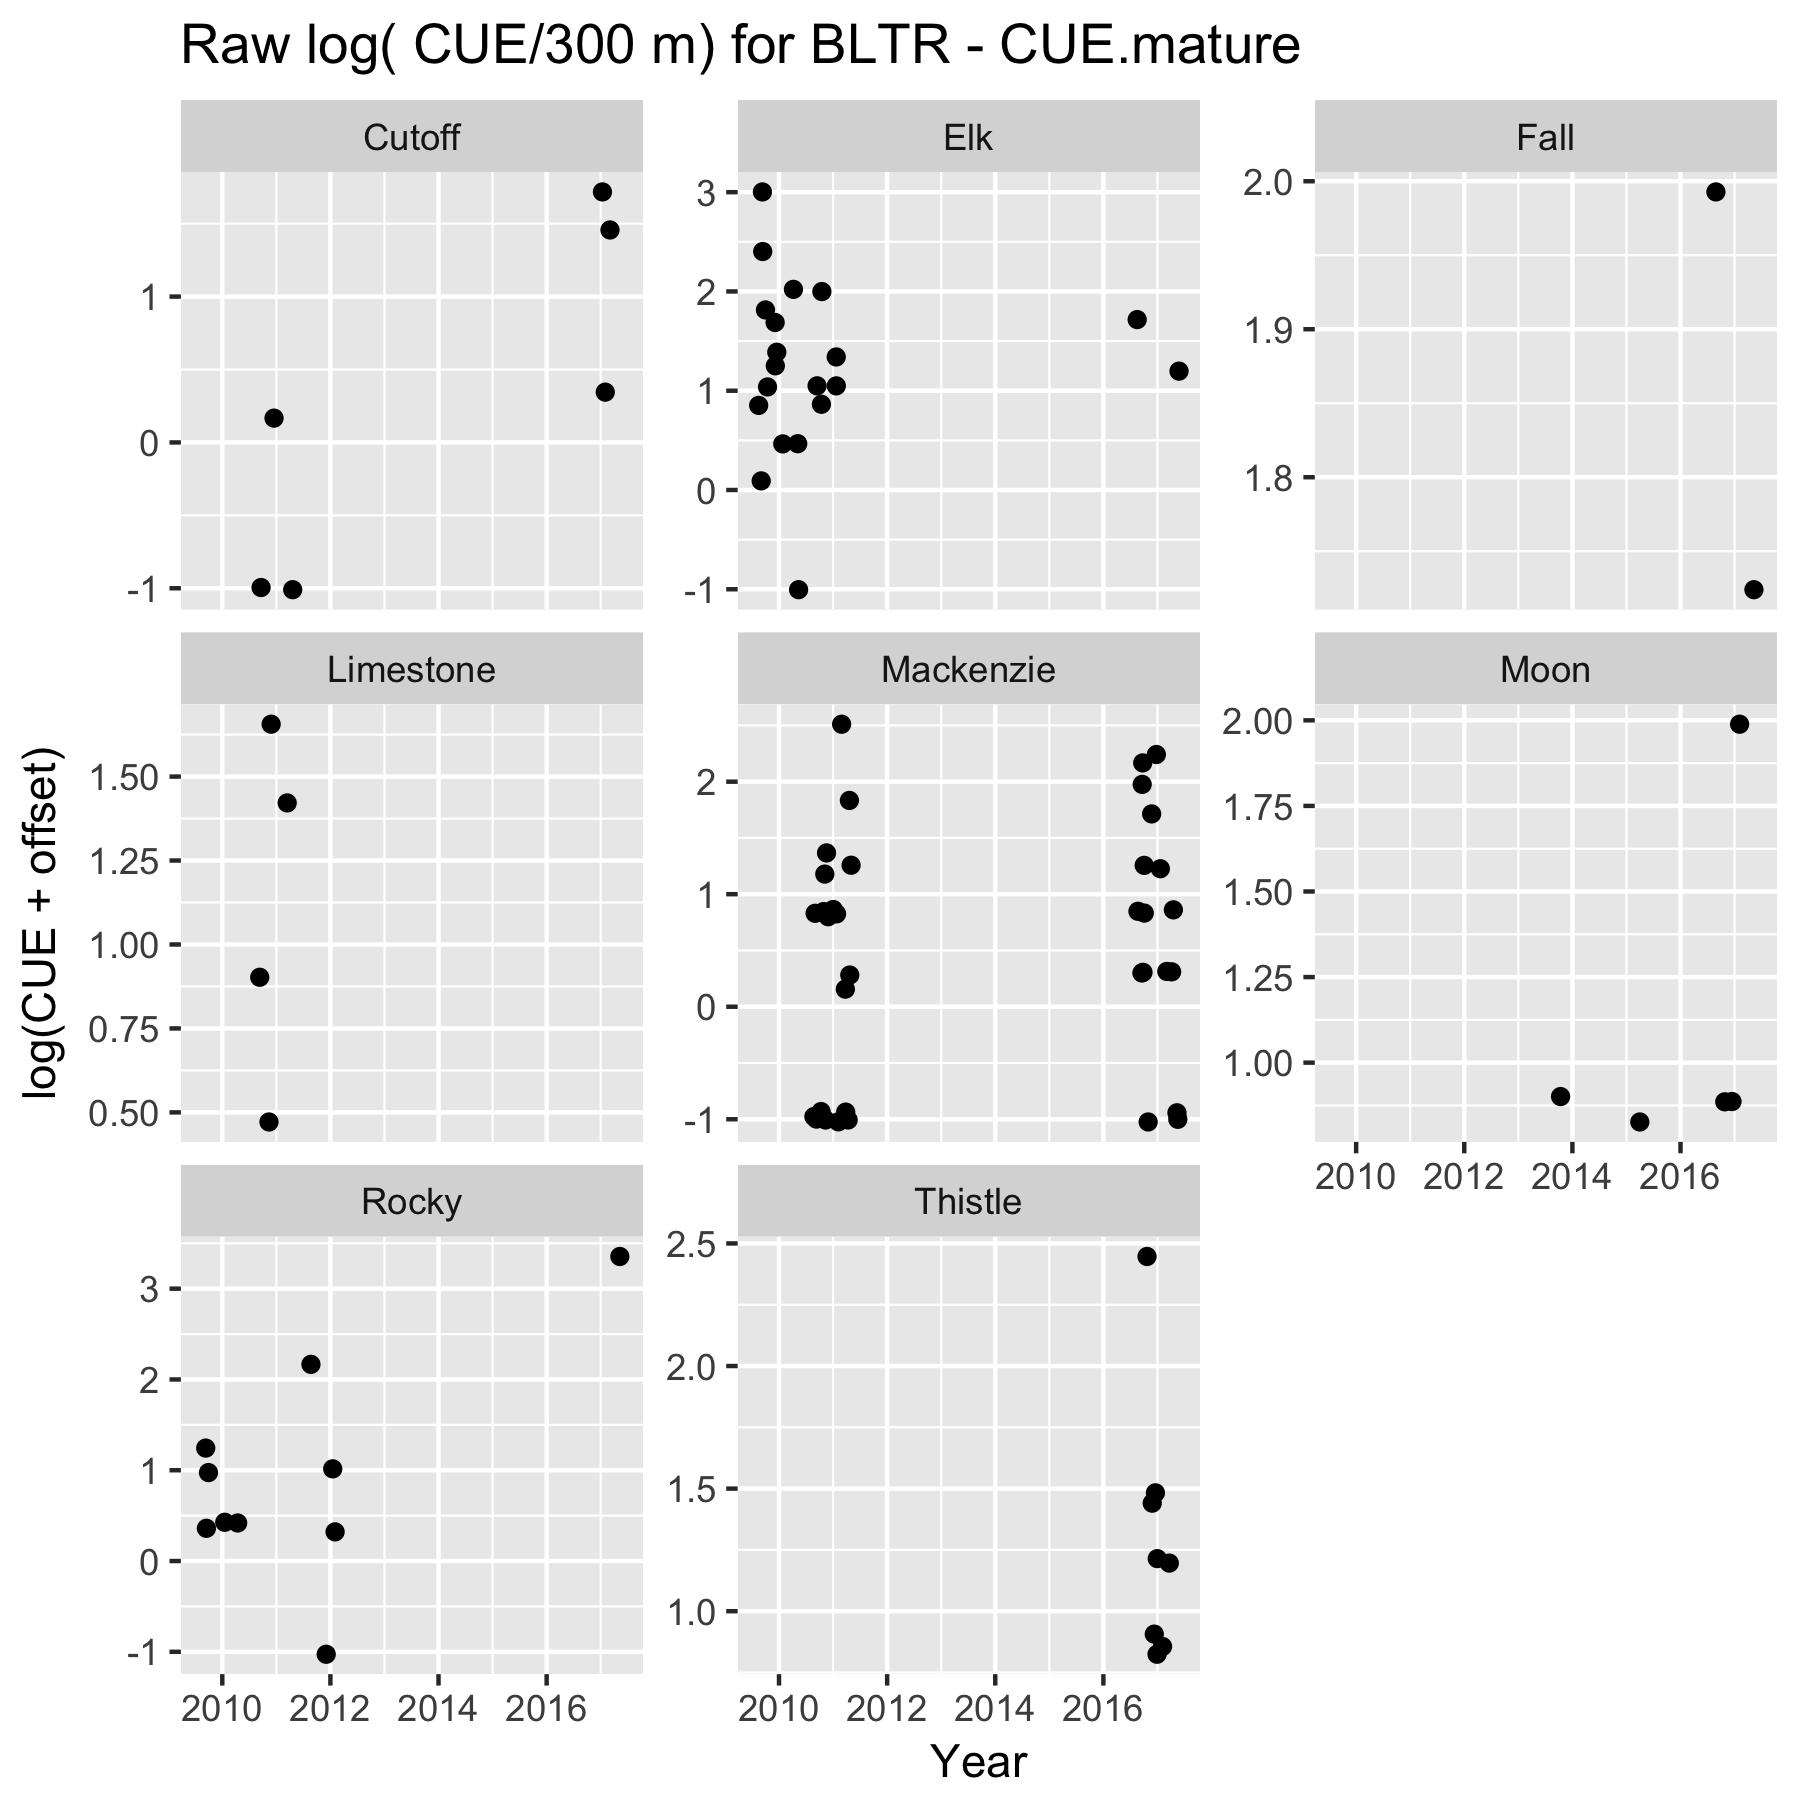 Raw log( CUE/300 m) for BLTR - CUE.mature
Cutoff
Elk
Fall
1
0
-1
3
2
1
0
-1
2.0
1.9
1.8
Limestone
Mackenzie
Moon
1.50
1.25
1.00
0.75
0.50
2
1
0
-1
2.00
1.75
1.50
1.25
1.00
2010 2012 2014 2016
Rocky
Thistle
3
2
1
0
-1
2.5
2.0
1.5
1.0
2010 2012 2014 2016
2010 2012 2014 2016
Year
log(CUE + offset)